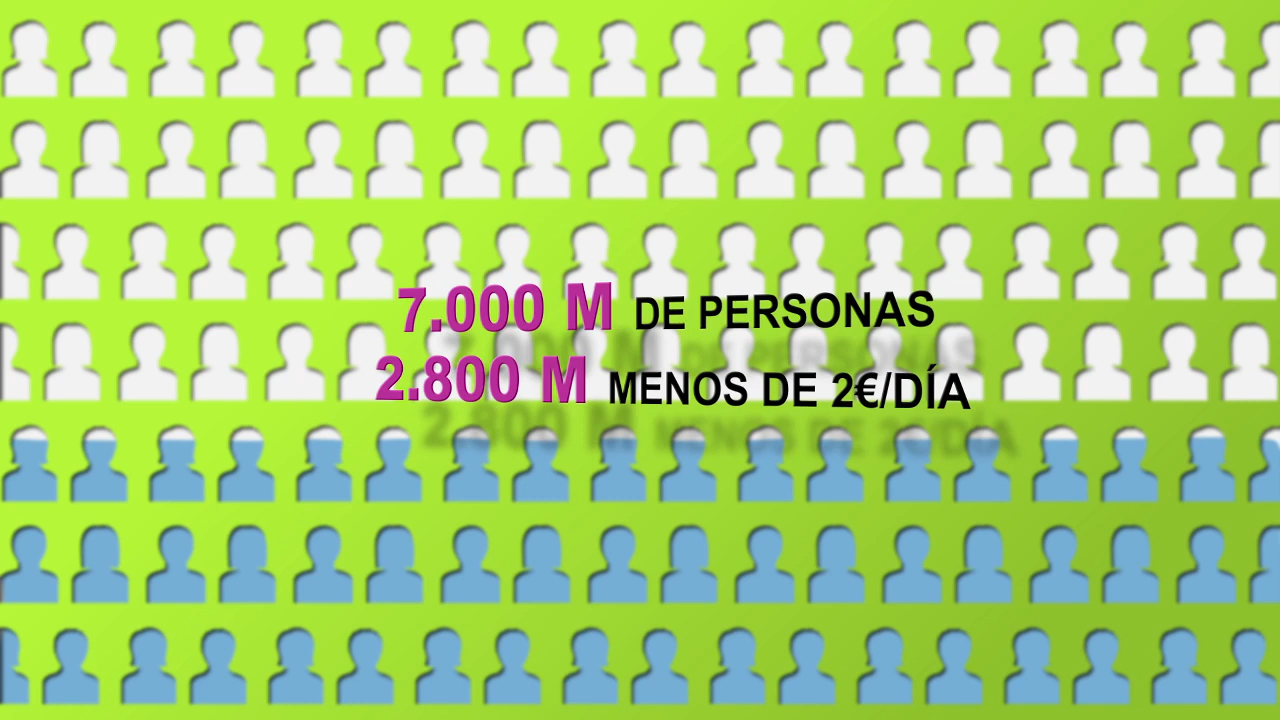 7.000 M DE PERSONAS
2.800 M MENOS DE 2€/DÍA